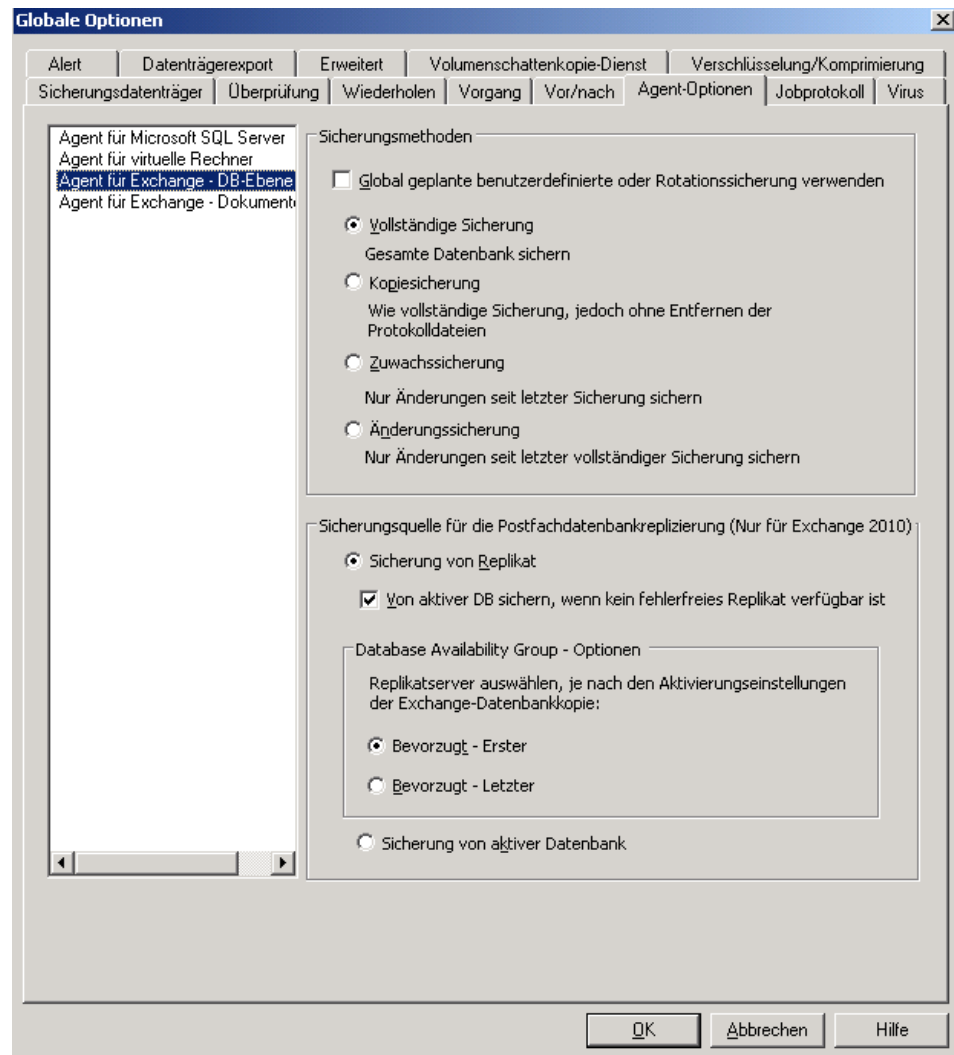 Globale Optionen
Alert
Datenträgerexport
Erweitert
Volumenschattenkopie-Dienst
Verschlüsselung/Komprimierung
Sicherungsdatenträger
Überprüfung
Wiederholen
Vorgang
Vor/nach
Agent-Optionen
Jobprotokoll
Virus
Agent für Microsoft SQL Server
Agent für virtuelle Rechner
Agent für Exchange - DB-Ebene
Agent für Exchange - Dokument
Sicherungsmethoden
Global geplante benutzerdefinierte oder Rotationssicherung verwenden
Vollständige Sicherung
Gesamte Datenbank sichern
Kopiesicherung
Wie vollständige Sicherung, jedoch ohne Entfernen der
Protokolldateien
Zuwachssicherung
Nur Änderungen seit letzter Sicherung sichern
Änderungssicherung
Nur Änderungen seit letzter vollständiger Sicherung sichern
Sicherungsquelle für die Postfachdatenbankreplizierung (Nur für Exchange 2010)
Sicherung von Replikat
Von aktiver DB sichern, wenn kein fehlerfreies Replikat verfügbar ist
Database Availability Group - Optionen
Replikatserver auswählen, je nach den Aktivierungseinstellungen
der Exchange-Datenbankkopie:
Bevorzugt - Erster
Bevorzugt - Letzter
Sicherung von aktiver Datenbank
OK
Abbrechen
Hilfe